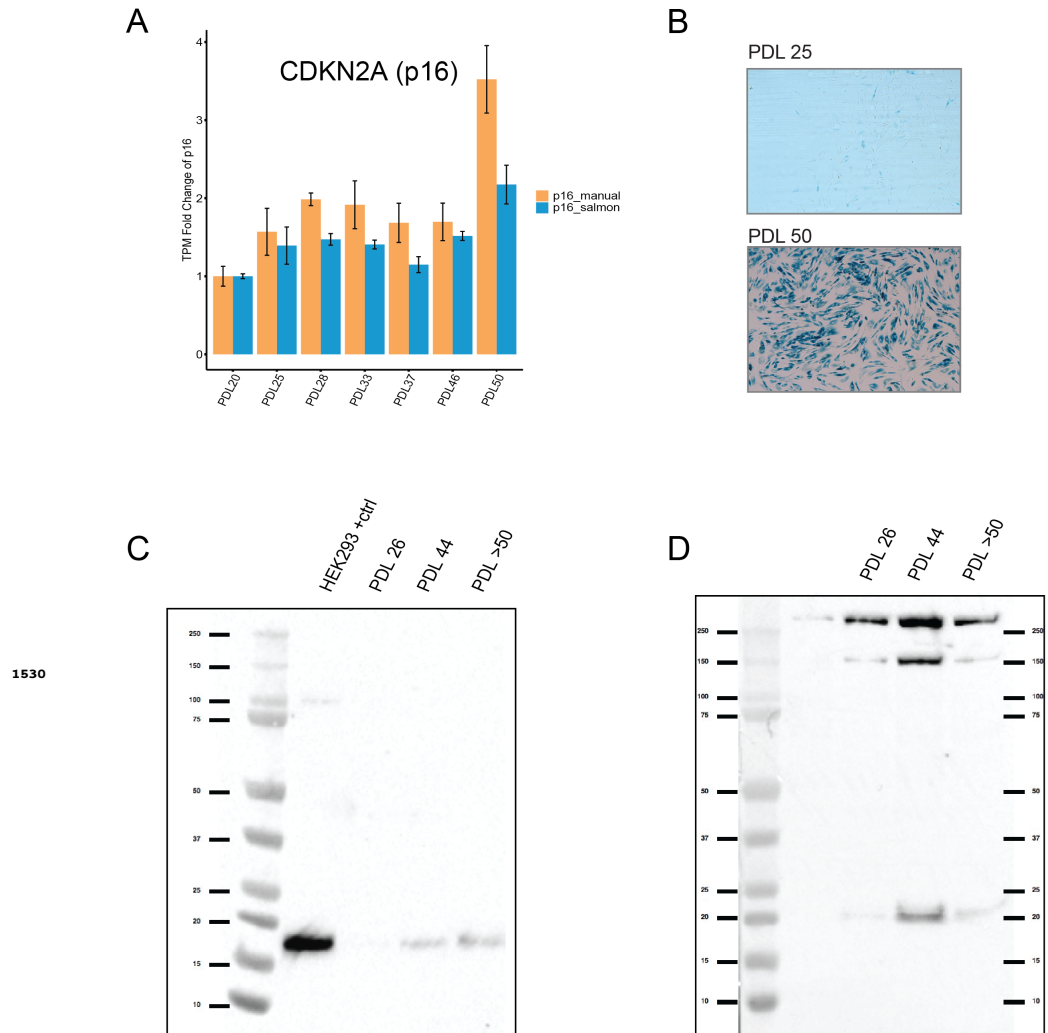 A
CDKN2A (p16)
TPM Fold Change of p16
4
3
2
1
0
PDL20
PDL25
PDL28
PDL33
PDL37
PDL46
PDL50
p16_manual
p16_salmon
B
PDL 25
PDL 50
C
HEK293 +ctrl
PDL 26
PDL 44
PDL >50
250
150
100
75
50
37
25
20
15
10
1530
D
PDL 26
PDL 44
PDL >50
250
150
100
75
50
37
25
20
15
10
250
150
100
75
50
37
25
20
15
10